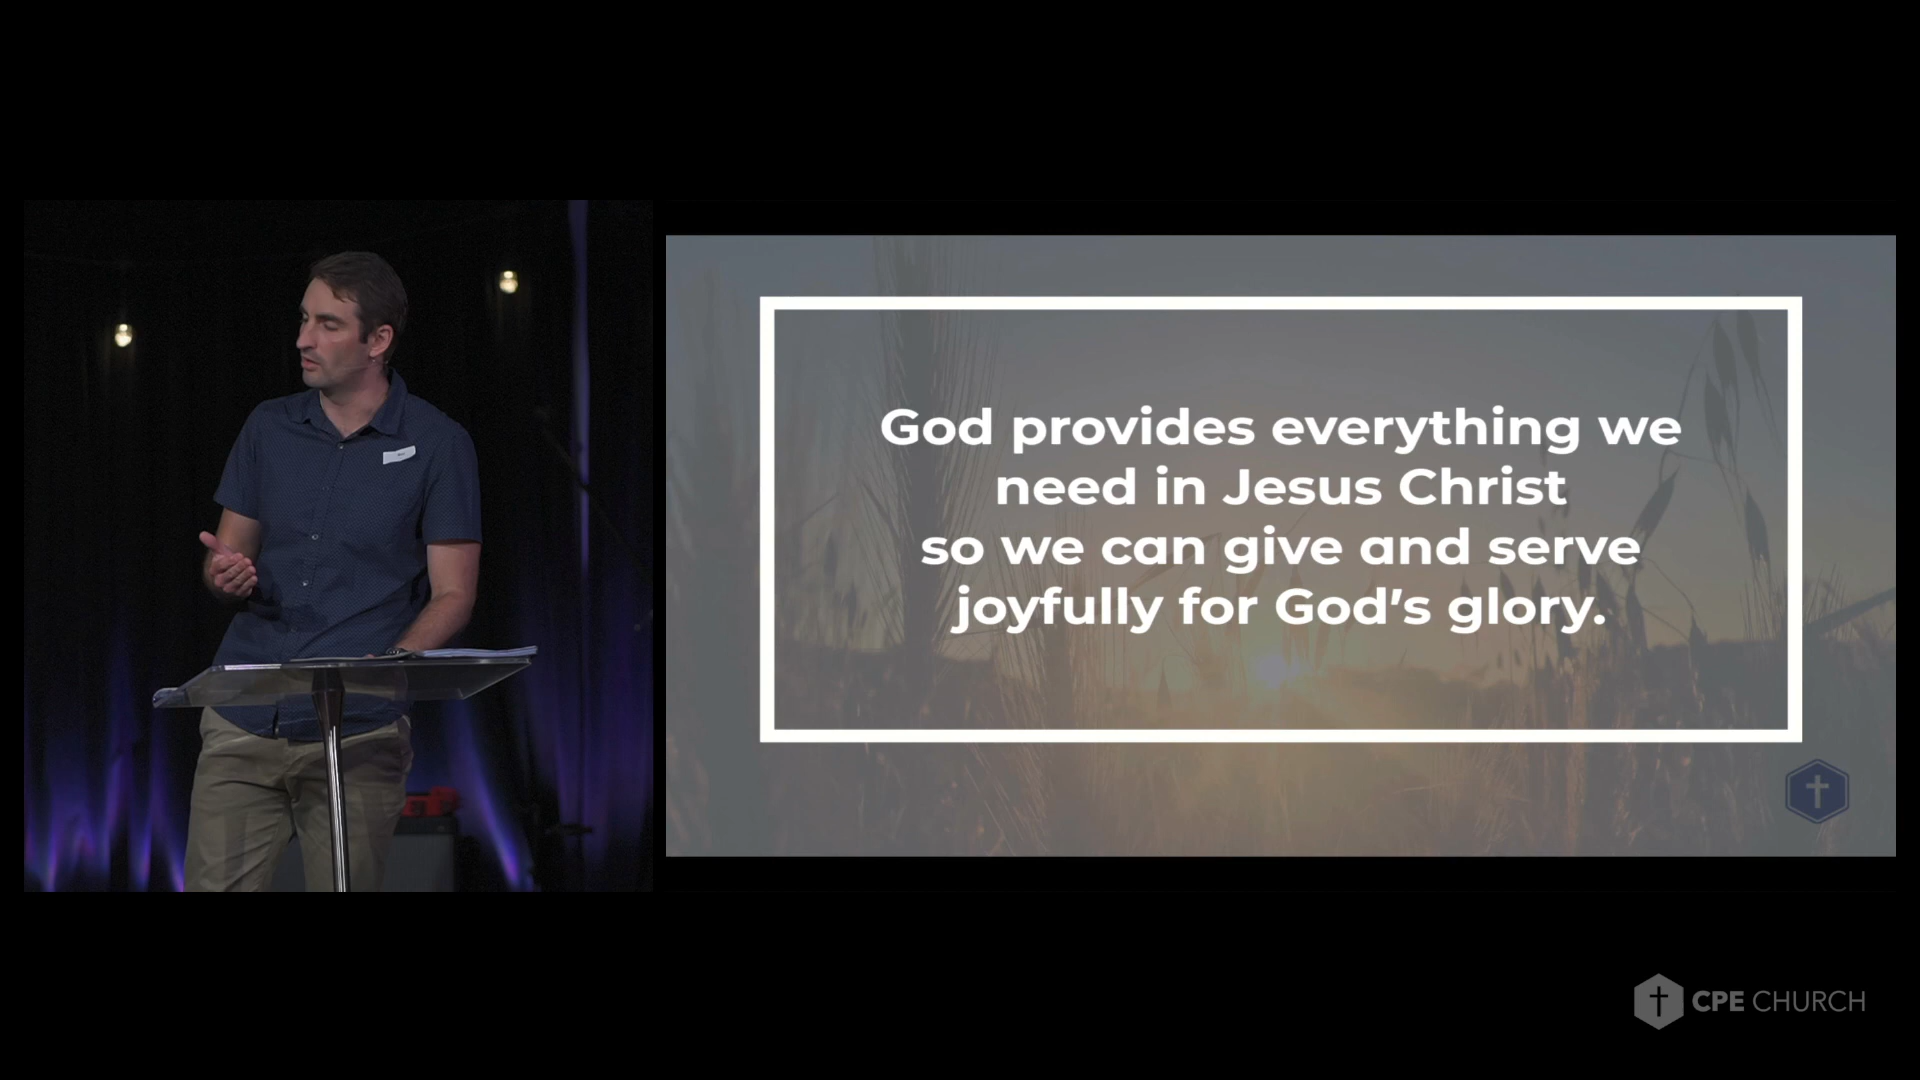 God provides everything we
need in Jesus Christ
so we can give and serve
joyfully for God's glory.
CPE CHURCH